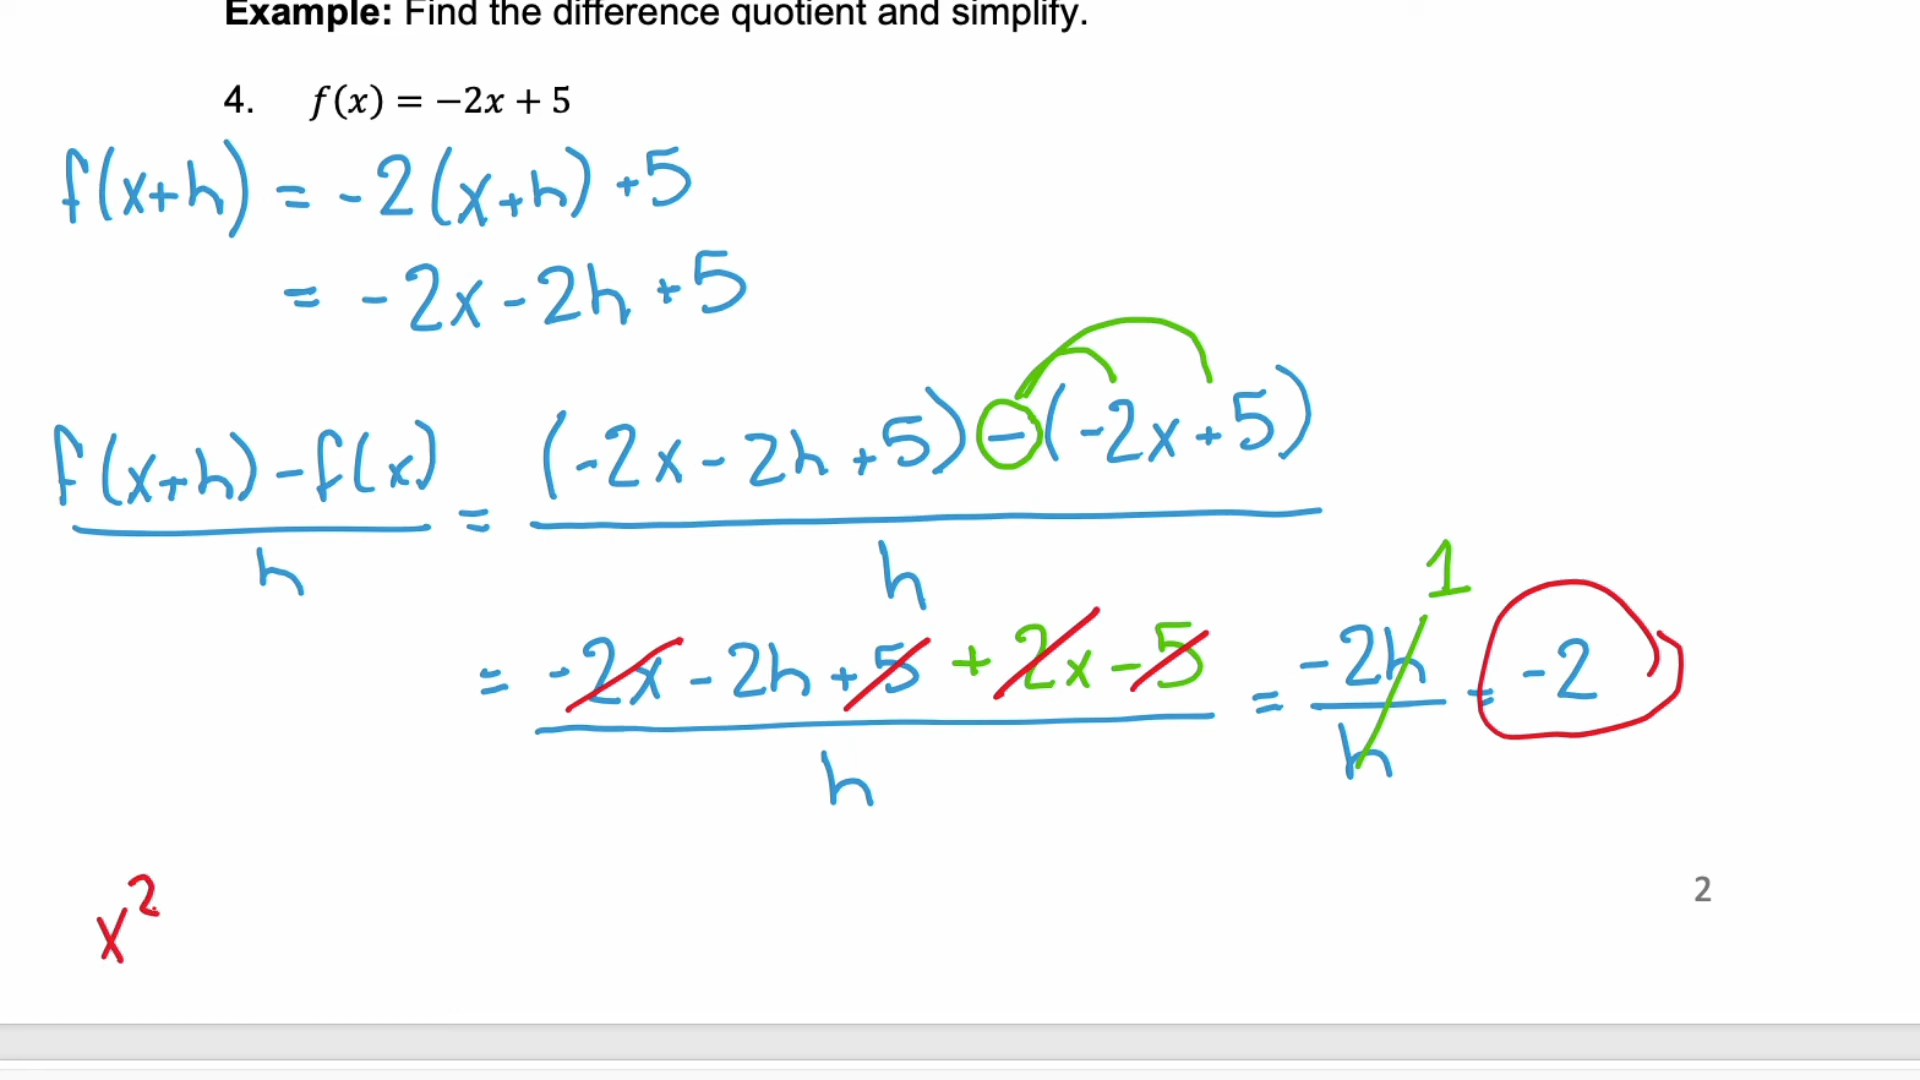 Example: Find the difference quotient and simplify.
4. f(x) = −2x + 5
f(x+h) = -2(x+h) +5
= -2x -2h +5
f(x+h) - f(x) / h = (-2x -2h +5) - (-2x +5) / h
= -2x -2h +5 +2x -5 / h = -2h / h 1 = -2
x²
2